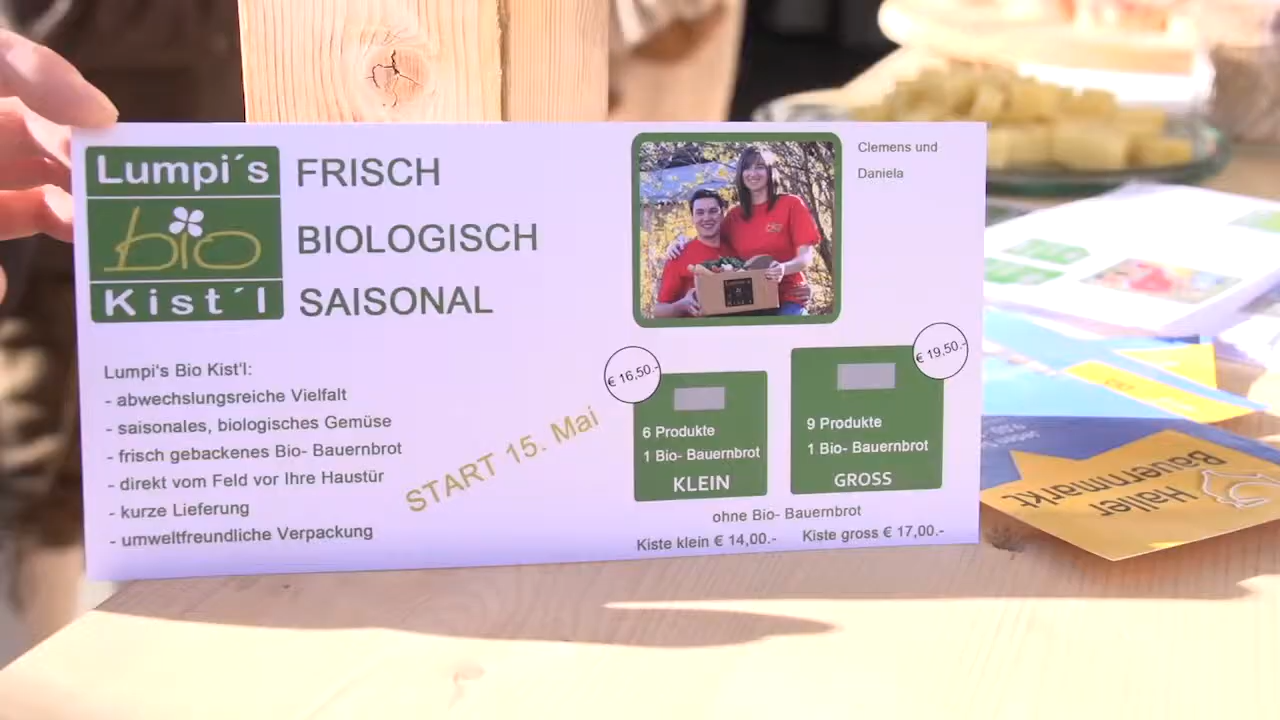 Lumpi´s
bio
Kist´l
FRISCH
BIOLOGISCH
SAISONAL
Clemens und
Daniela
Lumpi's
Kist´l
Lumpi's Bio Kist'l:
- abwechslungsreiche Vielfalt
- saisonales, biologisches Gemüse
- frisch gebackenes Bio- Bauernbrot
- direkt vom Feld vor Ihre Haustür
- kurze Lieferung
- umweltfreundliche Verpackung
START 15. Mai
€ 16,50.-
6 Produkte
1 Bio- Bauernbrot
KLEIN
€ 19,50.-
9 Produkte
1 Bio- Bauernbrot
GROSS
ohne Bio- Bauernbrot
Kiste klein € 14,00.-
Kiste gross € 17,00.-
Haller
Bauernmarkt